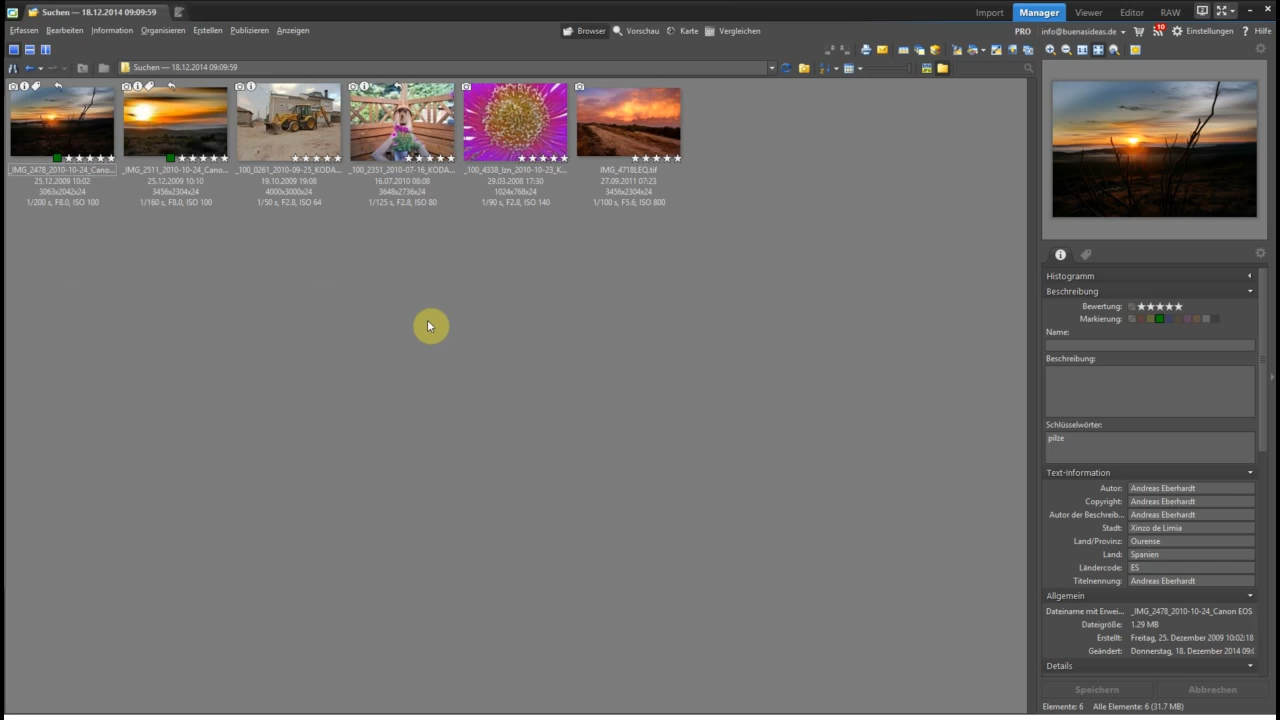 Suchen — 18.12.2014 09:09:59
Import Manager Viewer Editor RAW
Erfassen Bearbeiten Information Organisieren Erstellen Publizieren Anzeigen
Browser Vorschau Karte Vergleichen
PRO info@buenasideas.de 10 Einstellungen ? Hilfe
Suchen — 18.12.2014 09:09:59
_IMG_2478_2010-10-24_Cano...
25.12.2009 10:02
3063x2042x24
1/200 s, F8.0, ISO 100
_IMG_2511_2010-10-24_Cano...
25.12.2009 10:10
3456x2304x24
1/160 s, F8.0, ISO 100
_100_0261_2010-09-25_KODA...
19.10.2009 19:08
4000x3000x24
1/50 s, F2.8, ISO 64
_100_2351_2010-07-16_KODA...
16.07.2010 08:08
3648x2736x24
1/125 s, F2.8, ISO 80
_100_4338_lzn_2010-10-23_K...
29.03.2008 17:30
1024x768x24
1/90 s, F2.8, ISO 140
IMG_4718LEQ.tif
27.09.2011 07:23
3456x2304x24
1/100 s, F5.6, ISO 800
Histogramm
Beschreibung
Bewertung:
Markierung:
Name:
Beschreibung:
Schlüsselwörter:
pilze
Text-Information
Autor: Andreas Eberhardt
Copyright: Andreas Eberhardt
Autor der Beschreib... Andreas Eberhardt
Stadt: Xinzo de Limia
Land/Provinz: Ourense
Land: Spanien
Ländercode: ES
Titelnennung: Andreas Eberhardt
Allgemein
Dateiname mit Erwei... _IMG_2478_2010-10-24_Canon EOS
Dateigröße: 1.29 MB
Erstellt: Freitag, 25. Dezember 2009 10:02:18
Geändert: Donnerstag, 18. Dezember 2014 09:
Details
Speichern Abbrechen
Elemente: 6 Alle Elemente: 6 (31.7 MB)